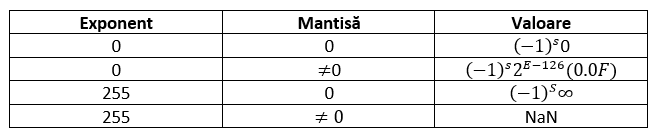 Exponent Mantisă Valoare
0 0 (−1)ˢ0
0 ≠0 (−1)ˢ2ᴱ⁻¹²⁶(0.0F)
255 0 (−1)ˢ∞
255 ≠ 0 NaN